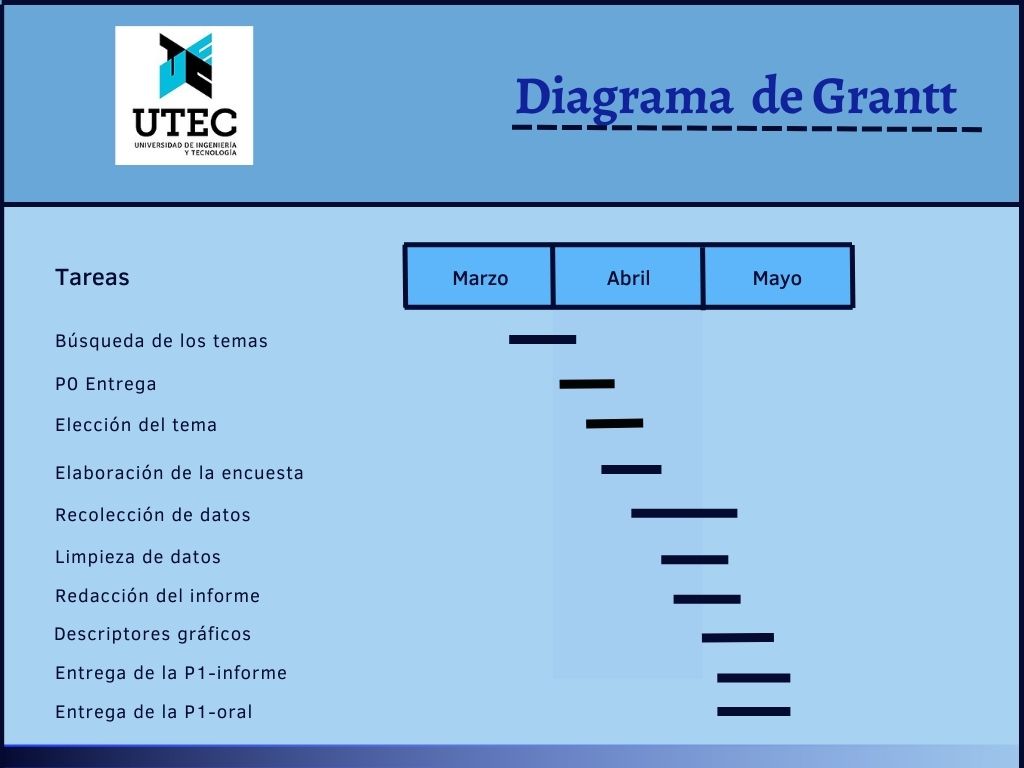 UTEC
UNIVERSIDAD DE INGENIERÍA
Y TECNOLOGÍA
Diagrama de Grantt
Tareas
Marzo
Abril
Mayo
Búsqueda de los temas
P0 Entrega
Elección del tema
Elaboración de la encuesta
Recolección de datos
Limpieza de datos
Redacción del informe
Descriptores gráficos
Entrega de la P1-informe
Entrega de la P1-oral